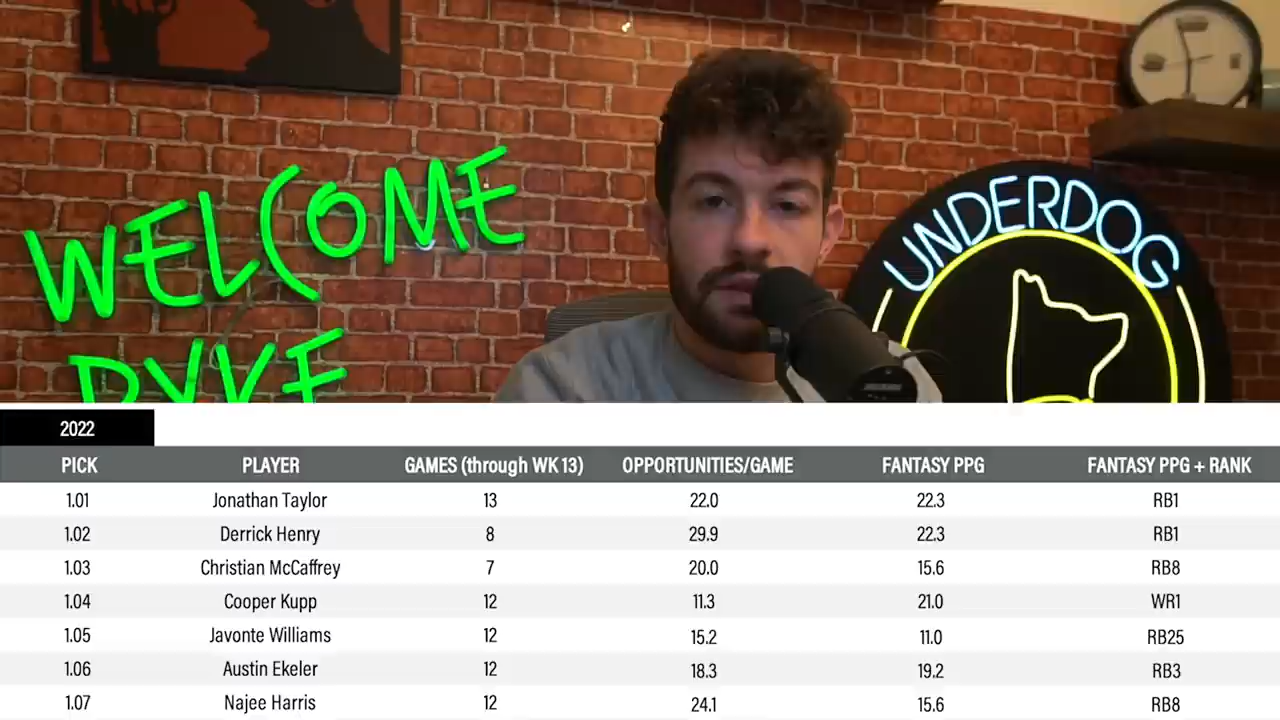 WELCOME
UNDERDOG
2022
PICK PLAYER GAMES (through WK 13) OPPORTUNITIES/GAME FANTASY PPG FANTASY PPG + RANK
1.01 Jonathan Taylor 13 22.0 22.3 RB1
1.02 Derrick Henry 8 29.9 22.3 RB1
1.03 Christian McCaffrey 7 20.0 15.6 RB8
1.04 Cooper Kupp 12 11.3 21.0 WR1
1.05 Javonte Williams 12 15.2 11.0 RB25
1.06 Austin Ekeler 12 18.3 19.2 RB3
1.07 Najee Harris 12 24.1 15.6 RB8